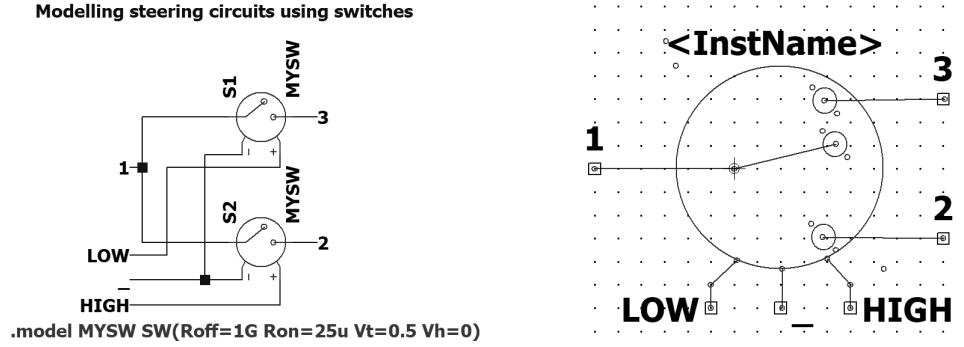 Modelling steering circuits using switches
S1
MYSW
3
1
S2
MYSW
2
LOW
_
HIGH
.model MYSW SW(Roff=1G Ron=25u Vt=0.5 Vh=0)
<InstName>
3
1
2
LOW
_
HIGH